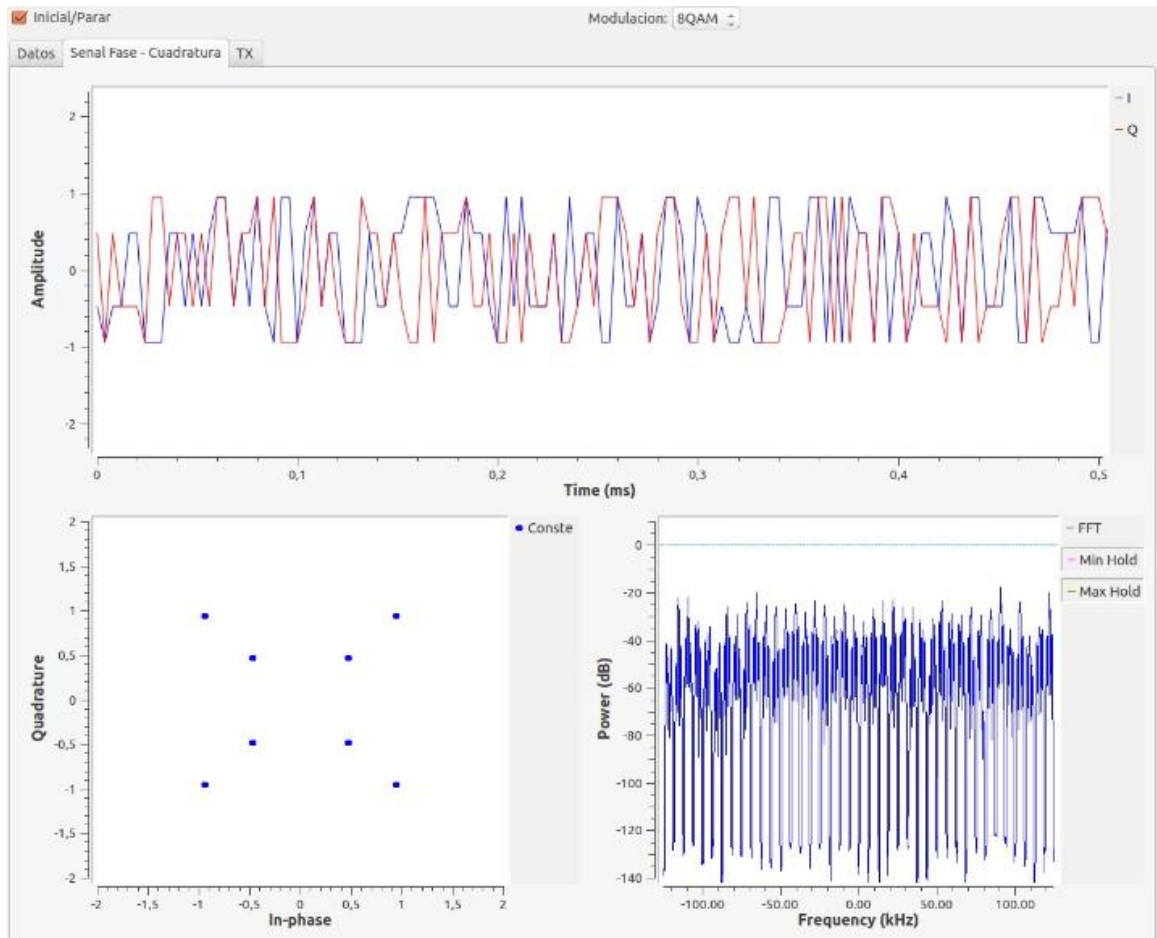 Inicial/Parar
Modulacion: 8QAM
Datos Senal Fase - Cuadratura TX
2
1
0
-1
-2
Amplitude
I
Q
0 0,1 0,2 0,3 0,4 0,5
Time (ms)
2
1,5
1
0,5
0
-0,5
-1
-1,5
-2
Quadrature
Conste
-2 -1,5 -1 -0,5 0 0,5 1 1,5 2
In-phase
0
-20
-40
-60
-80
-100
-120
-140
Power (dB)
FFT
Min Hold
Max Hold
-100.00 -50.00 0.00 50.00 100.00
Frequency (kHz)